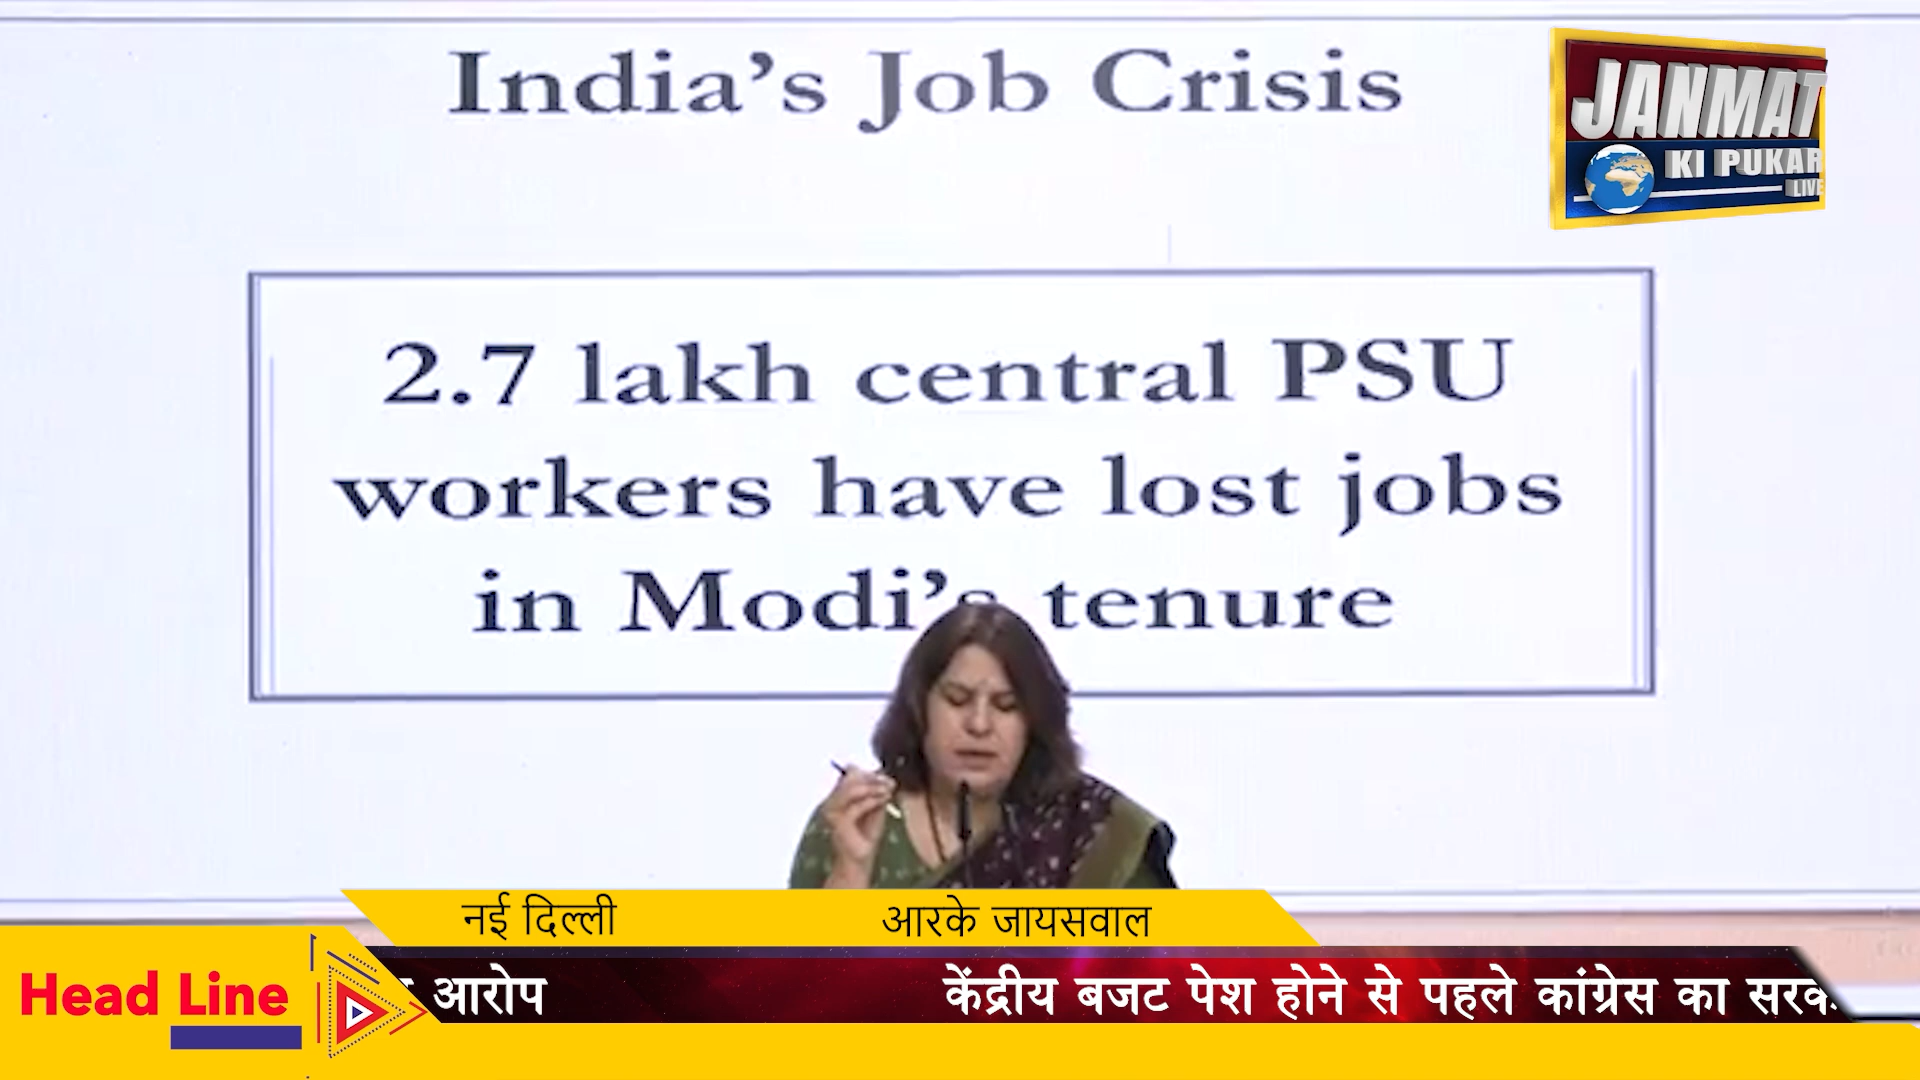 India's Job Crisis
JANMAT
KI PUKAR
LIVE
2.7 lakh central PSU
workers have lost jobs
in Modi's tenure
नई दिल्ली
आरके जायसवाल
Head Line
आरोप
केंद्रीय बजट पेश होने से पहले कांग्रेस का